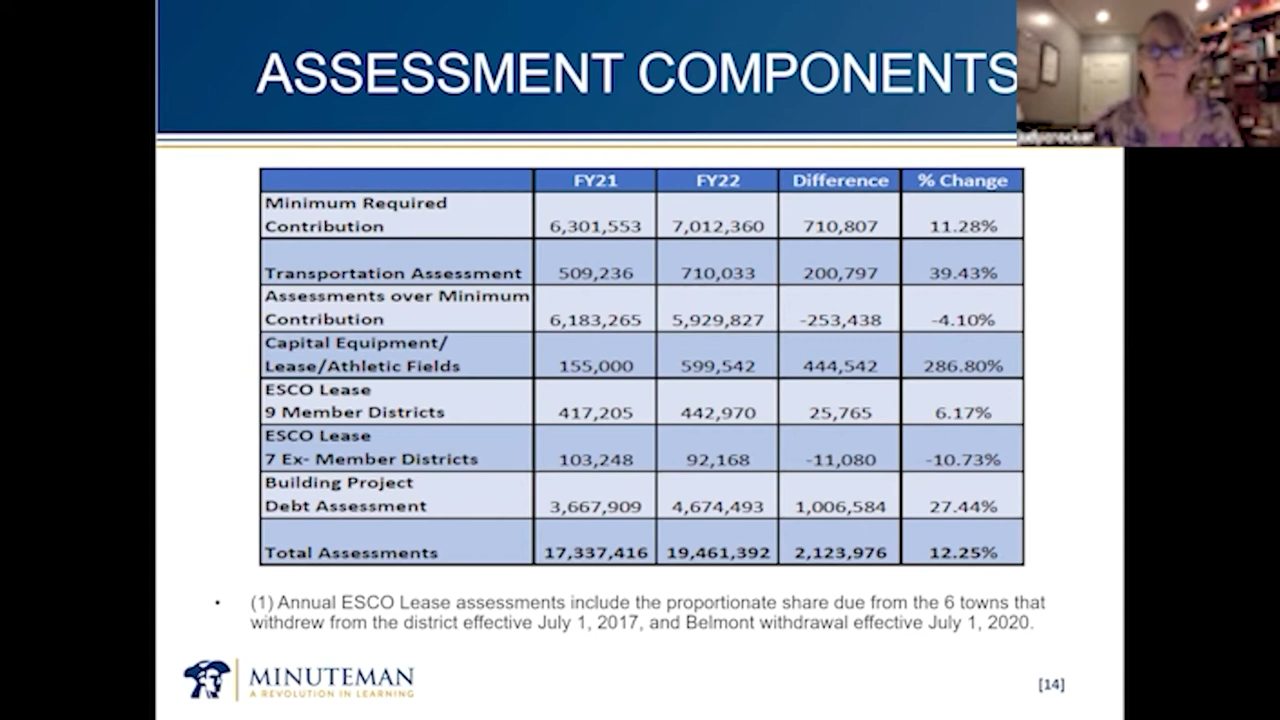 ASSESSMENT COMPONENTS
FY21 FY22 Difference % Change
Minimum Required
Contribution 6,301,553 7,012,360 710,807 11.28%
Transportation Assessment 509,236 710,033 200,797 39.43%
Assessments over Minimum
Contribution 6,183,265 5,929,827 -253,438 -4.10%
Capital Equipment/
Lease/Athletic Fields 155,000 599,542 444,542 286.80%
ESCO Lease
9 Member Districts 417,205 442,970 25,765 6.17%
ESCO Lease
7 Ex- Member Districts 103,248 92,168 -11,080 -10.73%
Building Project
Debt Assessment 3,667,909 4,674,493 1,006,584 27.44%
Total Assessments 17,337,416 19,461,392 2,123,976 12.25%
• (1) Annual ESCO Lease assessments include the proportionate share due from the 6 towns that
withdrew from the district effective July 1, 2017, and Belmont withdrawal effective July 1, 2020.
MINUTEMAN
A REVOLUTION IN LEARNING
[14]